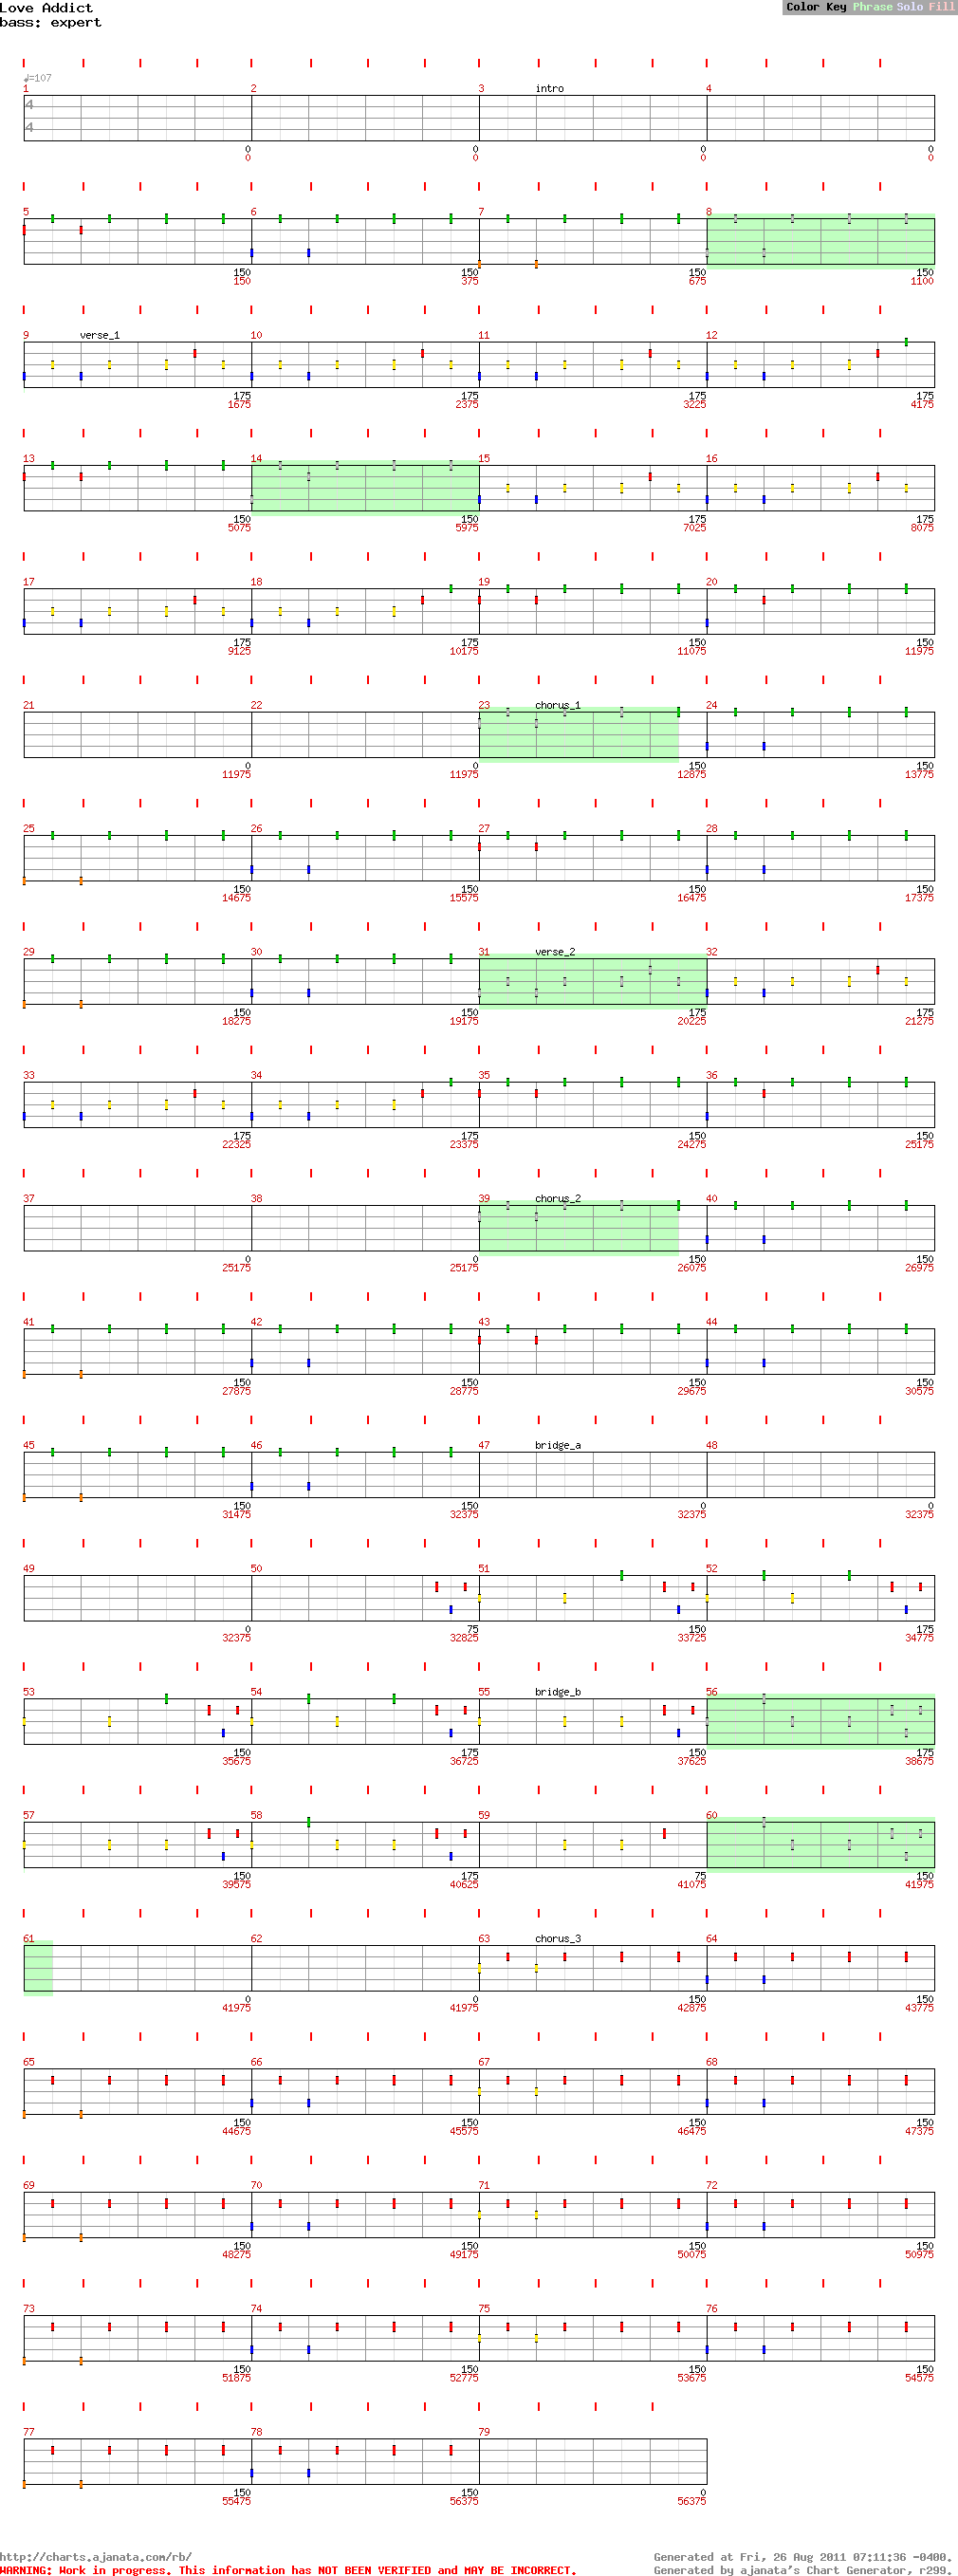 Love Addict
Color Key Phrase Solo Fill
bass: expert
♩=107
1 2 3 intro 4
4
4
0 0 0 0
0 0 0 0
5 6 7 8
150 150 150 150
150 375 675 1100
9 verse_1 10 11 12
175 175 175 175
1675 2375 3225 4175
13 14 15 16
150 150 175 175
5075 5975 7025 8075
17 18 19 20
175 175 150 150
9125 10175 11075 11975
21 22 23 chorus_1 24
0 0 150 150
11975 11975 12875 13775
25 26 27 28
150 150 150 150
14675 15575 16475 17375
29 30 31 verse_2 32
150 150 175 175
18275 19175 20225 21275
33 34 35 36
175 175 150 150
22325 23375 24275 25175
37 38 39 chorus_2 40
0 0 150 150
25175 25175 26075 26975
41 42 43 44
150 150 150 150
27875 28775 29675 30575
45 46 47 bridge_a 48
150 150 0 0
31475 32375 32375 32375
49 50 51 52
0 75 150 175
32375 32825 33725 34775
53 54 55 bridge_b 56
150 175 150 175
35675 36725 37625 38675
57 58 59 60
150 175 75 150
39575 40625 41075 41975
61 62 63 chorus_3 64
0 0 150 150
41975 41975 42875 43775
65 66 67 68
150 150 150 150
44675 45575 46475 47375
69 70 71 72
150 150 150 150
48275 49175 50075 50975
73 74 75 76
150 150 150 150
51875 52775 53675 54575
77 78 79
150 150 0
55475 56375 56375
http://charts.ajanata.com/rb/ Generated at Fri, 26 Aug 2011 07:11:36 -0400.
WARNING: Work in progress. This information has NOT BEEN VERIFIED and MAY BE INCORRECT. Generated by ajanata's Chart Generator, r299.